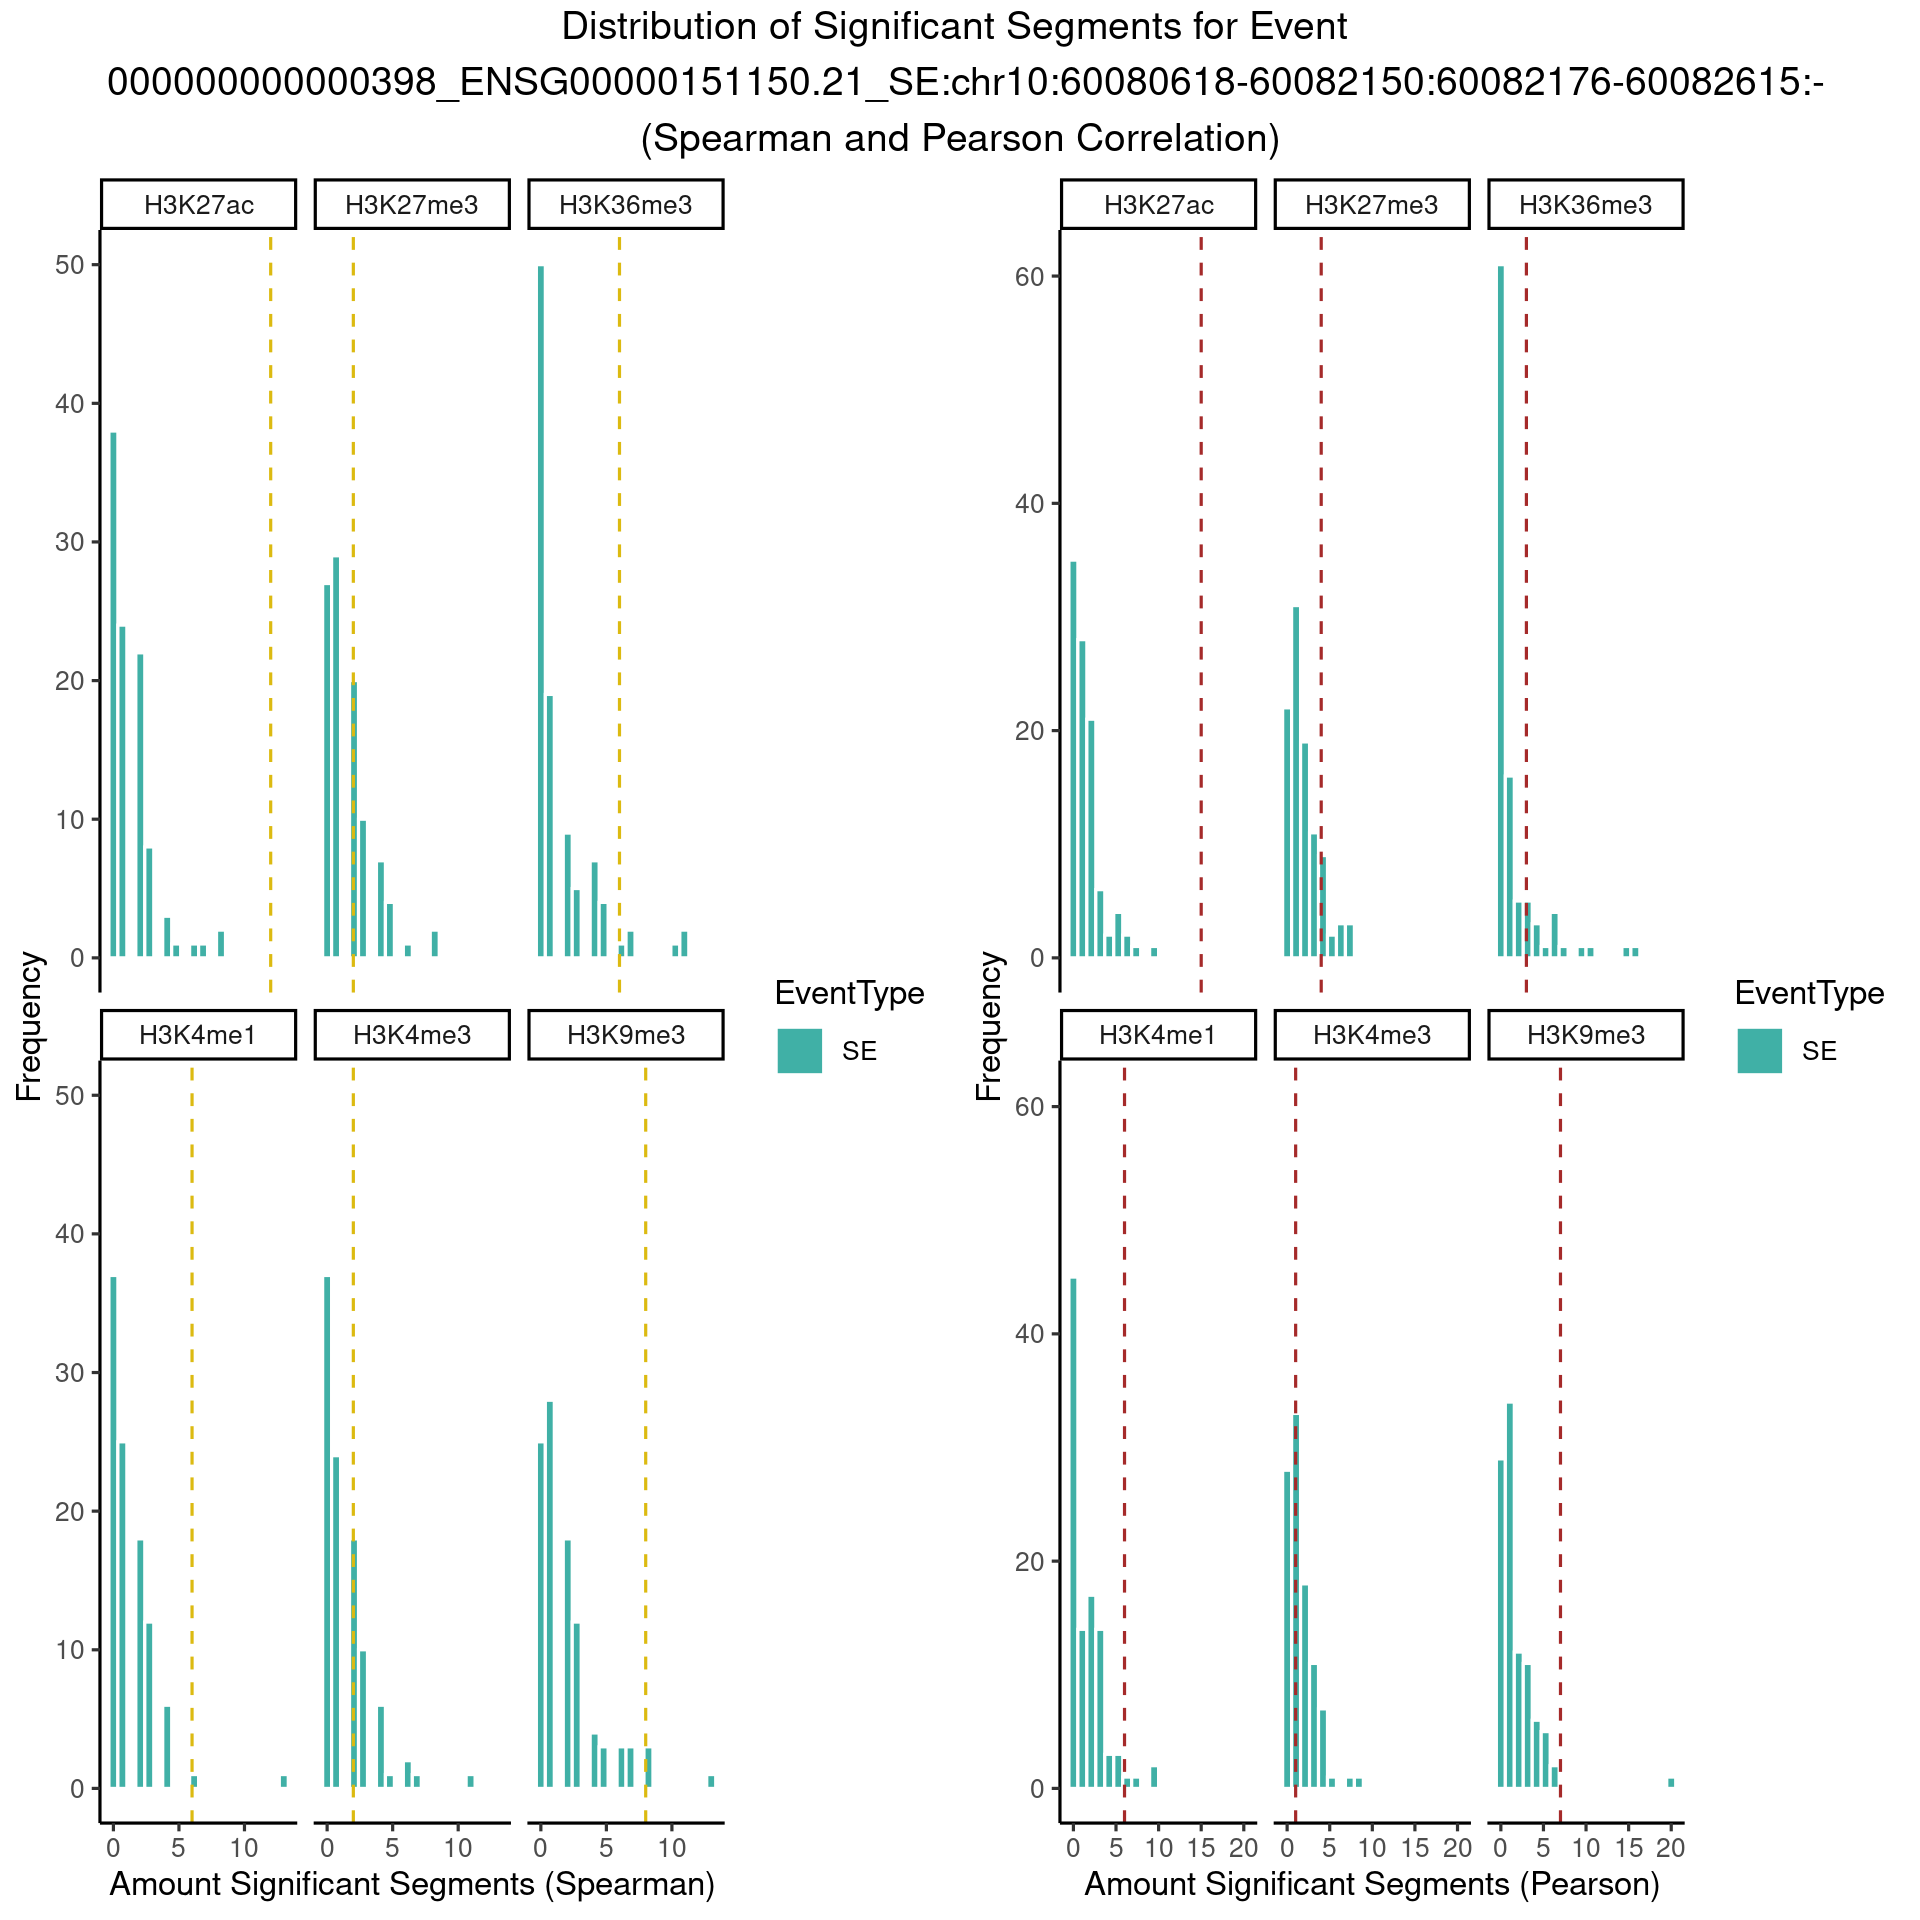 Distribution of Significant Segments for Event
000000000000398_ENSG00000151150.21_SE:chr10:60080618-60082150:60082176-60082615:-
(Spearman and Pearson Correlation)
H3K27ac H3K27me3 H3K36me3
50
40
30
20
10
0
H3K4me1 H3K4me3 H3K9me3
50
40
30
20
10
0
0 5 10 0 5 10 0 5 10
Frequency
Amount Significant Segments (Spearman)
EventType
SE
H3K27ac H3K27me3 H3K36me3
60
40
20
0
H3K4me1 H3K4me3 H3K9me3
60
40
20
0
0 5 10 15 20 0 5 10 15 20 0 5 10 15 20
Frequency
Amount Significant Segments (Pearson)
EventType
SE